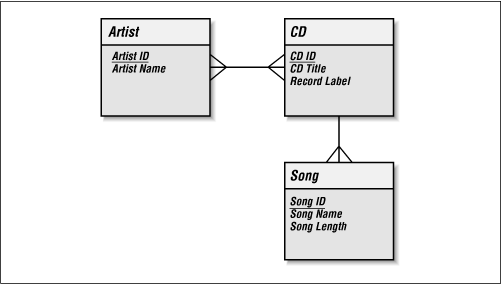 Artist
Artist ID
Artist Name
CD
CD ID
CD Title
Record Label
Song
Song ID
Song Name
Song Length